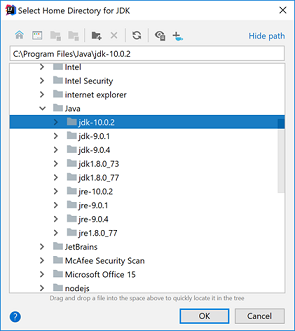 Select Home Directory for JDK
Hide path
C:\Program Files\Java\jdk-10.0.2
Intel
Intel Security
internet explorer
Java
jdk-10.0.2
jdk-9.0.1
jdk-9.0.4
jdk1.8.0_73
jdk1.8.0_77
jre-10.0.2
jre-9.0.1
jre-9.0.4
jre1.8.0_77
JetBrains
McAfee Security Scan
Microsoft Office 15
nodejs
Drag and drop a file into the space above to quickly locate it in the tree
? OK Cancel